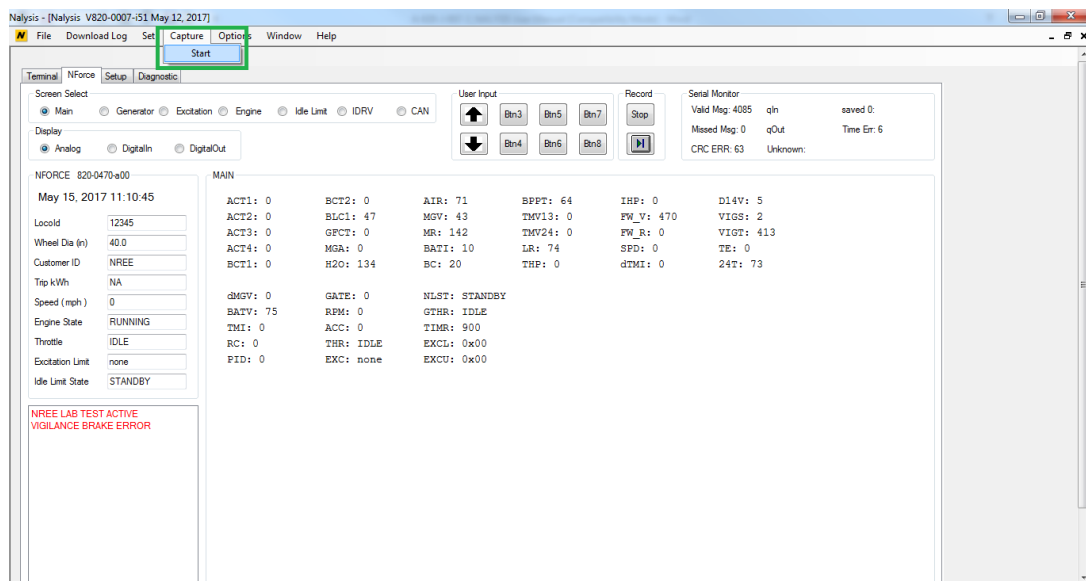 Nalysis - [Nalysis V820-0007-i51 May 12, 2017]
File Download Log Set Capture Options Window Help
Start
Terminal NForce Setup Diagnostic
Screen Select
Main Generator Excitation Engine Idle Limit IDRV CAN
Display
Analog DigitalIn DigitalOut
User Input
Btn3 Btn5 Btn7
Btn4 Btn6 Btn8
Record
Stop
Serial Monitor
Valid Msg: 4085 qIn saved 0:
Missed Msg: 0 qOut Time Err: 6
CRC ERR: 63 Unknown:
NFORCE 820-0470-a00
May 15, 2017 11:10:45
LocoId 12345
Wheel Dia (in) 40.0
Customer ID NREE
Trip kWh NA
Speed ( mph ) 0
Engine State RUNNING
Throttle IDLE
Excitation Limit none
Idle Limit State STANDBY
NREE LAB TEST ACTIVE
VIGILANCE BRAKE ERROR
MAIN
ACT1: 0 BCT2: 0 AIR: 71 BPPT: 64 IHP: 0 D14V: 5
ACT2: 0 BLC1: 47 MGV: 43 TMV13: 0 FW_V: 470 VIGS: 2
ACT3: 0 GFCT: 0 MR: 142 TMV24: 0 FW_R: 0 VIGT: 413
ACT4: 0 MGA: 0 BATI: 10 LR: 74 SPD: 0 TE: 0
BCT1: 0 H2O: 134 BC: 20 THP: 0 dTMI: 0 24T: 73
dMGV: 0 GATE: 0 NLST: STANDBY
BATV: 75 RPM: 0 GTHR: IDLE
TMI: 0 ACC: 0 TIMR: 900
RC: 0 THR: IDLE EXCL: 0x00
PID: 0 EXC: none EXCU: 0x00